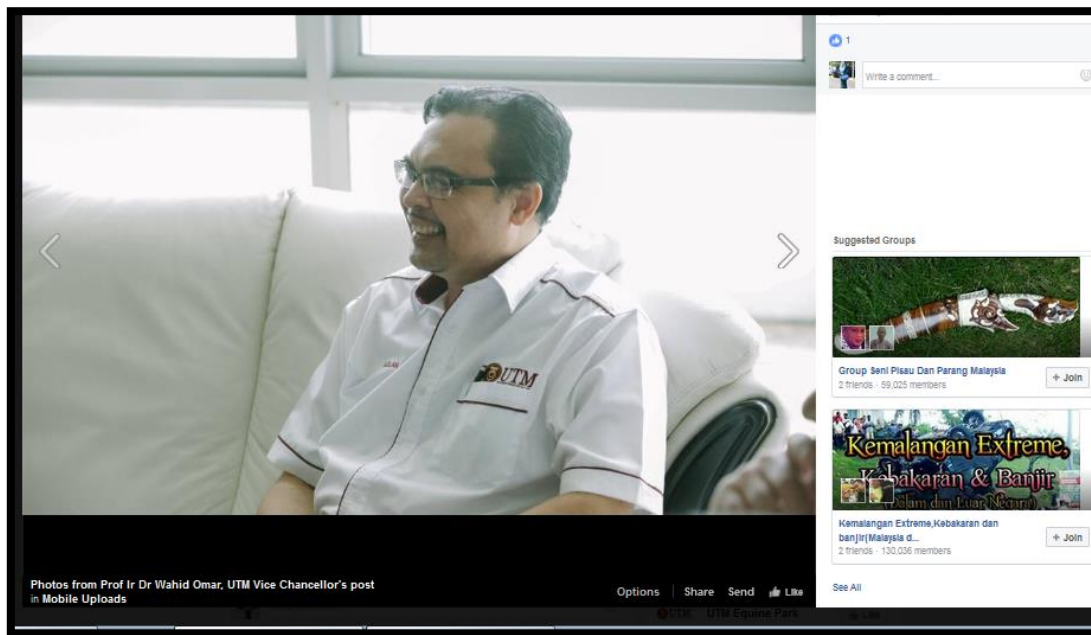 UTM
Photos from Prof Ir Dr Wahid Omar, UTM Vice Chancellor's post
in Mobile Uploads
Options Share Send Like
1
Write a comment...
Suggested Groups
Group Seni Pisau Dan Parang Malaysia
2 friends · 59,025 members
+ Join
Kemalangan Extreme,
Kebakaran & Banjir
(Dalam dan Luar Negara)
Kemalangan Extreme,Kebakaran dan
banjir(Malaysia d...
2 friends · 130,036 members
+ Join
See All
UTM UTM Equine Park
Like